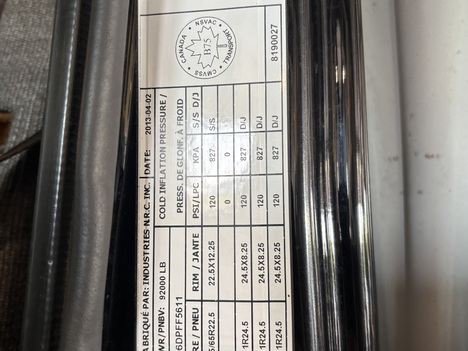 ABRIQUÉ PAR: INDUSTRIES N.R.C. INC. DATE: 2013-04-02
WR/PNBV: 92000 LB COLD INFLATION PRESSURE /
6DPFF5611 PRESS. DE GLONF. À FROID
RE / PNEU RIM / JANTE PSI/LPC KPA S/S D/J
/65R22.5 22.5X12.25 120 827 S/S
0 0
1R24.5 24.5X8.25 120 827 D/J
1R24.5 24.5X8.25 120 827 D/J
1R24.5 24.5X8.25 120 827 D/J
8190027
NSVAC
CANADA
TRANSPORT
CMVSS
B75